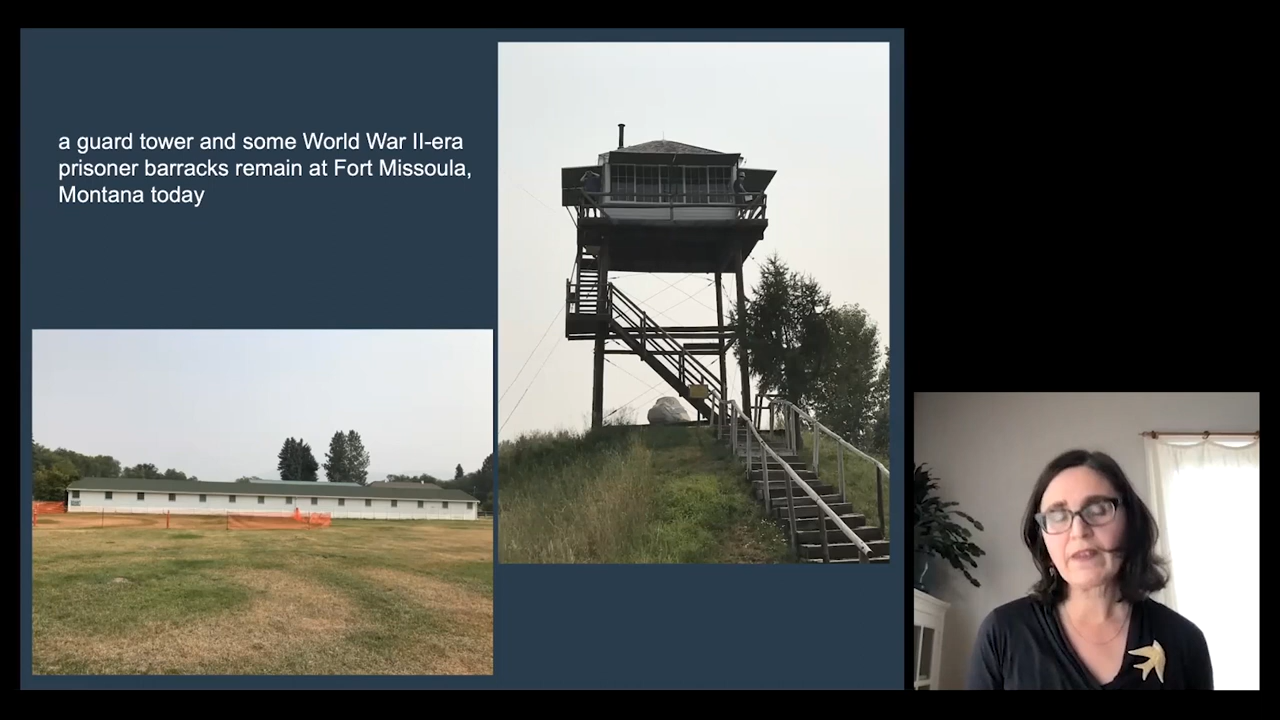 a guard tower and some World War II-era
prisoner barracks remain at Fort Missoula,
Montana today